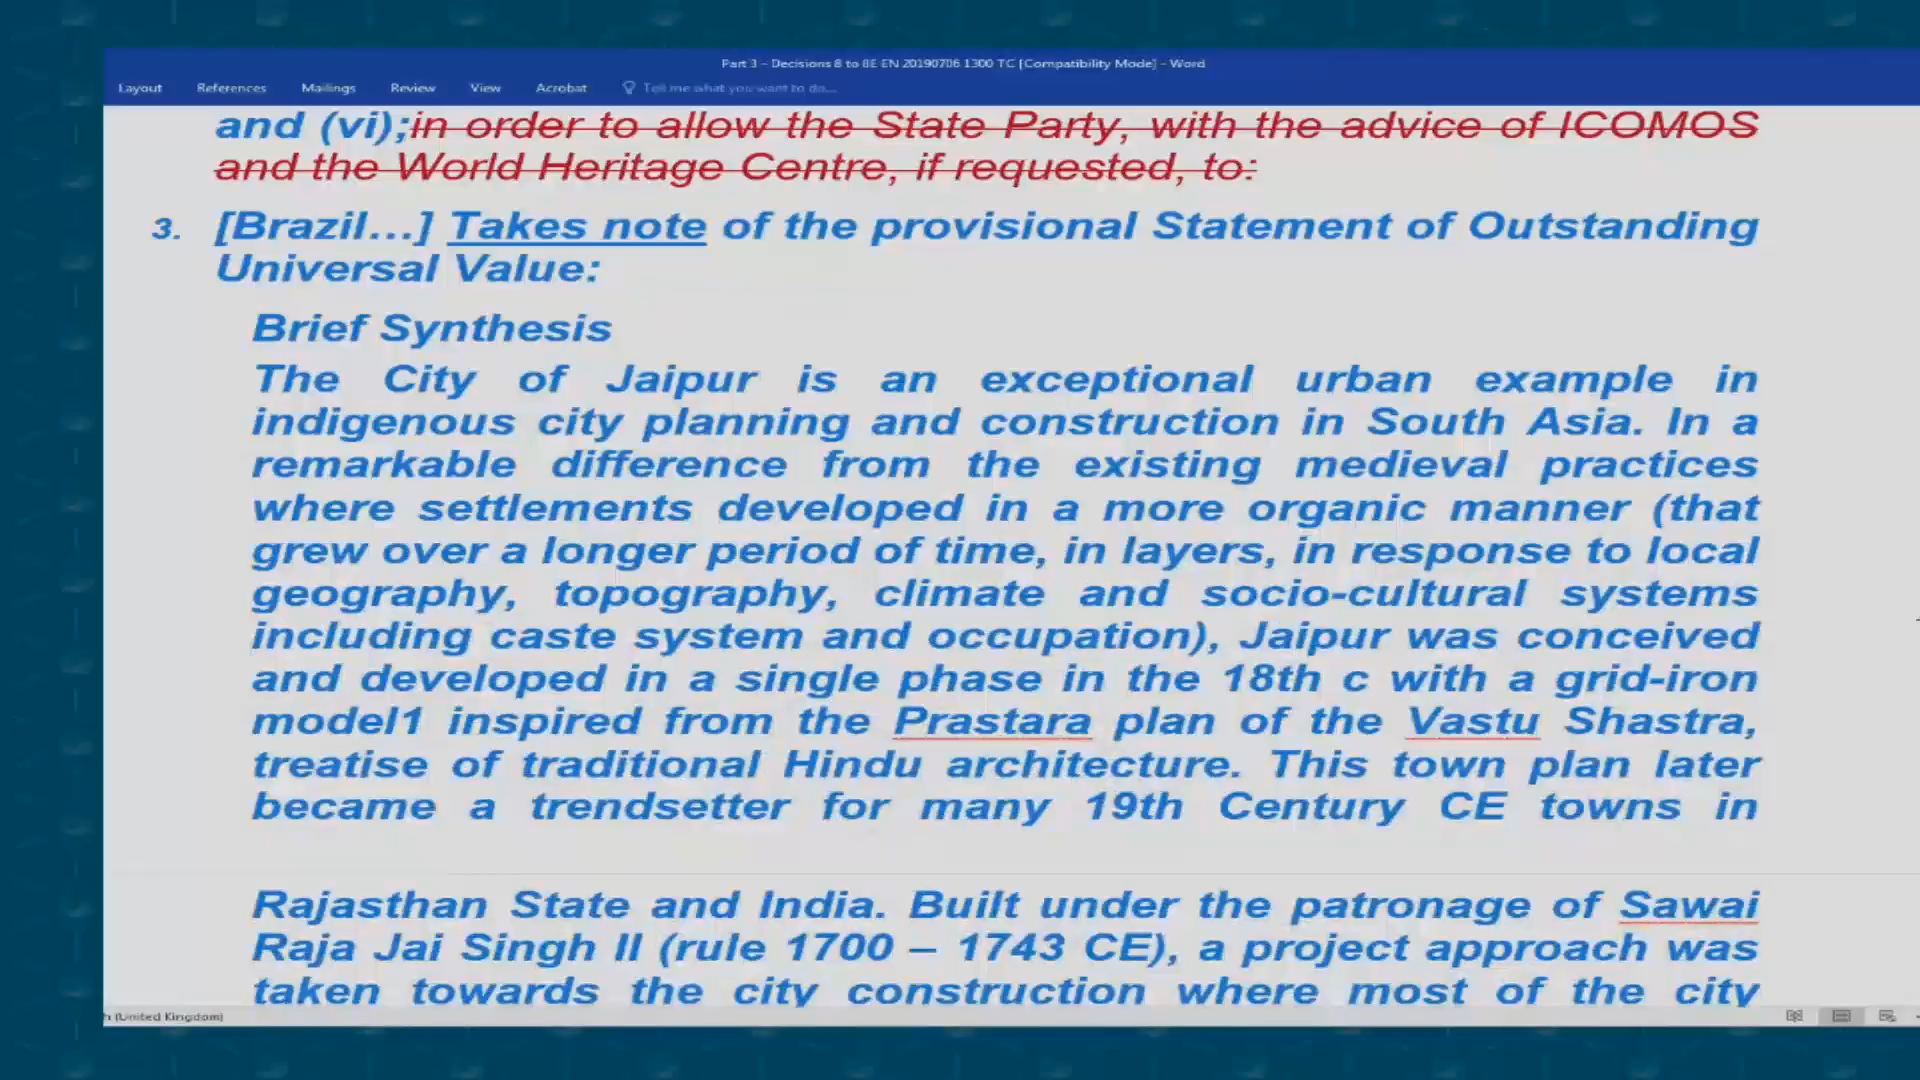 Part 3 - Decisions 8 to 8E EN 20190706 1300 TC [Compatibility Mode] - Word
Layout References Mailings Review View Acrobat Tell me what you want to do...
and (vi);in order to allow the State Party, with the advice of ICOMOS
and the World Heritage Centre, if requested, to:
3. [Brazil...] Takes note of the provisional Statement of Outstanding
Universal Value:
Brief Synthesis
The City of Jaipur is an exceptional urban example in
indigenous city planning and construction in South Asia. In a
remarkable difference from the existing medieval practices
where settlements developed in a more organic manner (that
grew over a longer period of time, in layers, in response to local
geography, topography, climate and socio-cultural systems
including caste system and occupation), Jaipur was conceived
and developed in a single phase in the 18th c with a grid-iron
model1 inspired from the Prastara plan of the Vastu Shastra,
treatise of traditional Hindu architecture. This town plan later
became a trendsetter for many 19th Century CE towns in
Rajasthan State and India. Built under the patronage of Sawai
Raja Jai Singh II (rule 1700 – 1743 CE), a project approach was
taken towards the city construction where most of the city
h (United Kingdom)